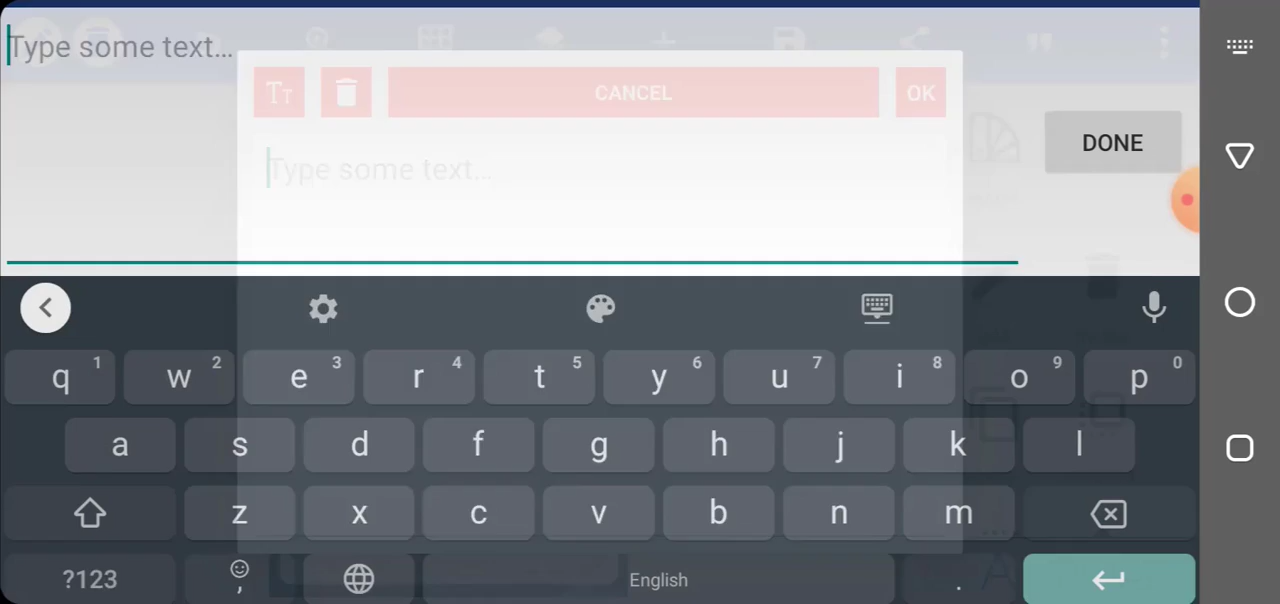 Type some text...
Tт CANCEL OK
Type some text...
DONE
q 1 w 2 e 3 r 4 t 5 y 6 u 7 i 8 o 9 p 0
a s d f g h j k l
z x c v b n m
?123 , English .